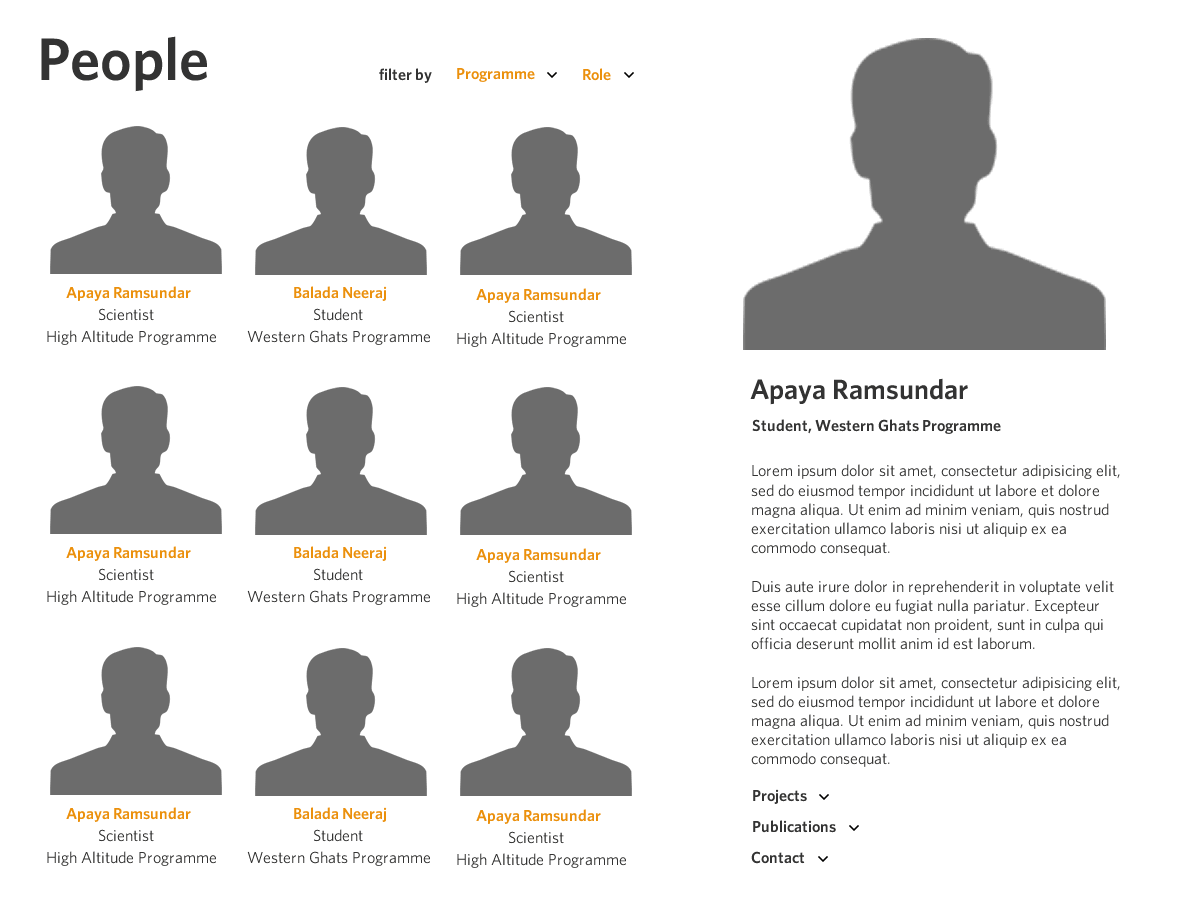 People
filter by Programme Role
Apaya Ramsundar
Scientist
High Altitude Programme
Balada Neeraj
Student
Western Ghats Programme
Apaya Ramsundar
Scientist
High Altitude Programme
Apaya Ramsundar
Scientist
High Altitude Programme
Balada Neeraj
Student
Western Ghats Programme
Apaya Ramsundar
Scientist
High Altitude Programme
Apaya Ramsundar
Scientist
High Altitude Programme
Balada Neeraj
Student
Western Ghats Programme
Apaya Ramsundar
Scientist
High Altitude Programme
Apaya Ramsundar
Student, Western Ghats Programme
Lorem ipsum dolor sit amet, consectetur adipisicing elit,
sed do eiusmod tempor incididunt ut labore et dolore
magna aliqua. Ut enim ad minim veniam, quis nostrud
exercitation ullamco laboris nisi ut aliquip ex ea
commodo consequat.
Duis aute irure dolor in reprehenderit in voluptate velit
esse cillum dolore eu fugiat nulla pariatur. Excepteur
sint occaecat cupidatat non proident, sunt in culpa qui
officia deserunt mollit anim id est laborum.
Lorem ipsum dolor sit amet, consectetur adipisicing elit,
sed do eiusmod tempor incididunt ut labore et dolore
magna aliqua. Ut enim ad minim veniam, quis nostrud
exercitation ullamco laboris nisi ut aliquip ex ea
commodo consequat.
Projects
Publications
Contact